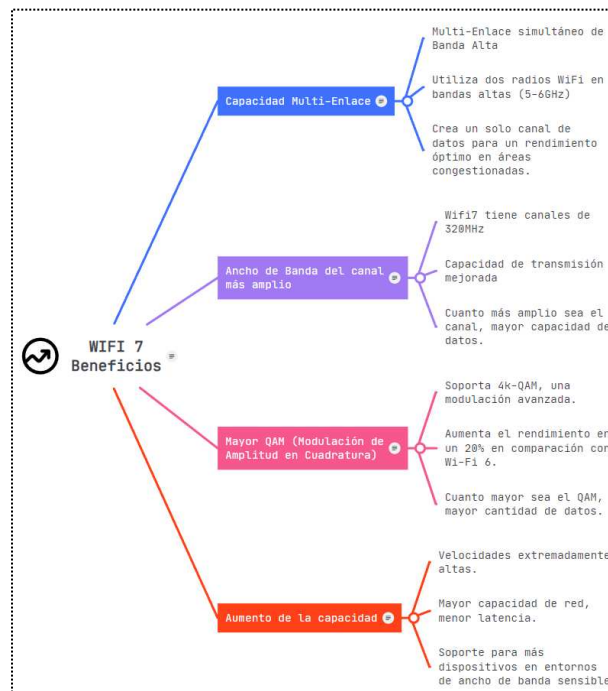 WIFI 7
Beneficios
Capacidad Multi-Enlace
Multi-Enlace simultáneo de
Banda Alta
Utiliza dos radios WiFi en
bandas altas (5-6GHz)
Crea un solo canal de
datos para un rendimiento
óptimo en áreas
congestionadas.
Ancho de Banda del canal
más amplio
Wifi7 tiene canales de
320MHz
Capacidad de transmisión
mejorada
Cuanto más amplio sea el
canal, mayor capacidad de
datos.
Mayor QAM (Modulación de
Amplitud en Cuadratura)
Soporta 4k-QAM, una
modulación avanzada.
Aumenta el rendimiento en
un 20% en comparación con
Wi-Fi 6.
Cuanto mayor sea el QAM,
mayor cantidad de datos.
Aumento de la capacidad
Velocidades extremadamente
altas.
Mayor capacidad de red,
menor latencia.
Soporte para más
dispositivos en entornos
de ancho de banda sensible